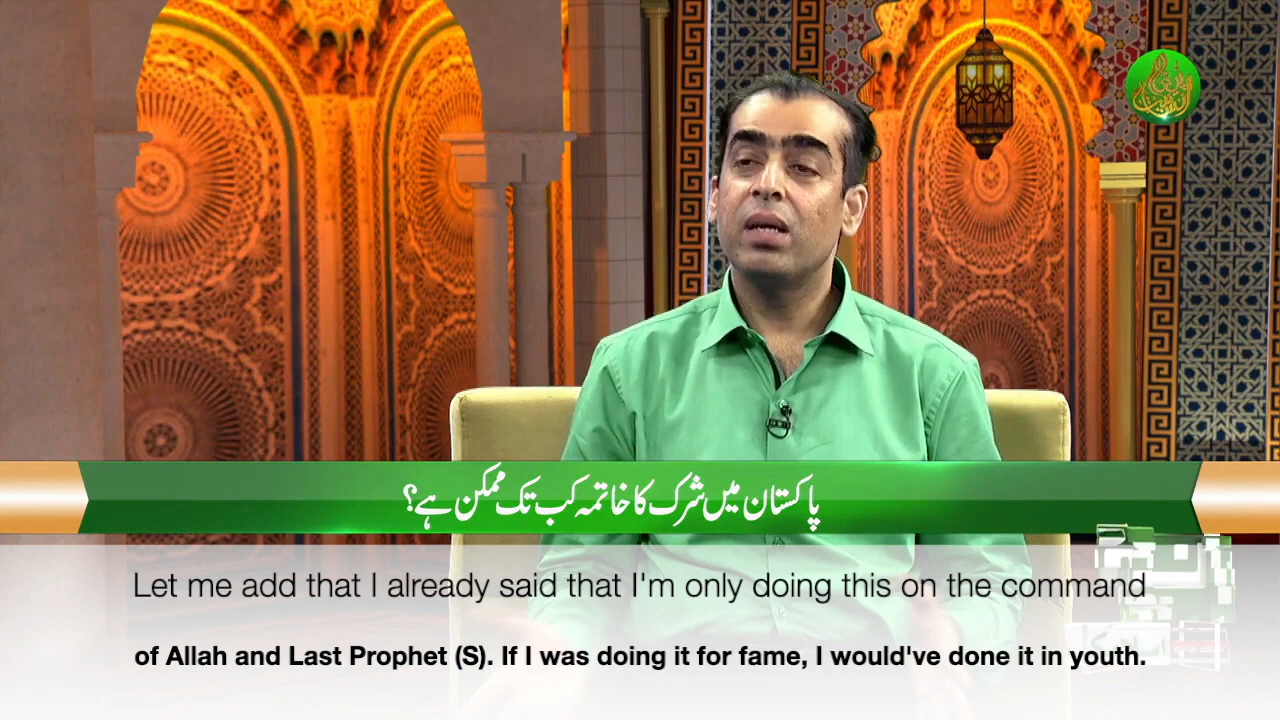 پاکستان میں شرک کا خاتمہ کب تک ممکن ہے؟
Let me add that I already said that I'm only doing this on the command
of Allah and Last Prophet (S). If I was doing it for fame, I would've done it in youth.